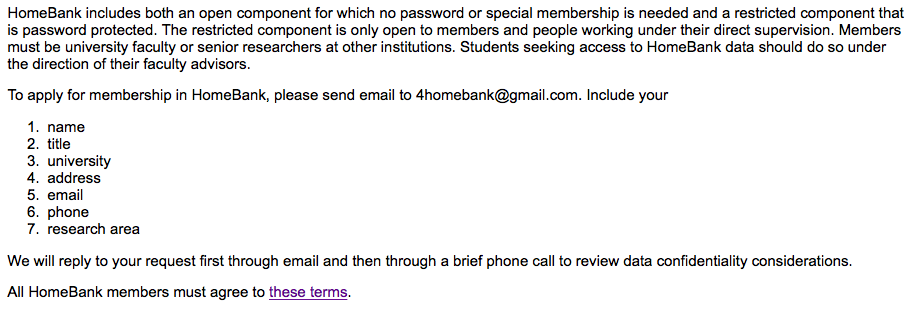 HomeBank includes both an open component for which no password or special membership is needed and a restricted component that
is password protected. The restricted component is only open to members and people working under their direct supervision. Members
must be university faculty or senior researchers at other institutions. Students seeking access to HomeBank data should do so under
the direction of their faculty advisors.
To apply for membership in HomeBank, please send email to 4homebank@gmail.com. Include your
1. name
2. title
3. university
4. address
5. email
6. phone
7. research area
We will reply to your request first through email and then through a brief phone call to review data confidentiality considerations.
All HomeBank members must agree to these terms.